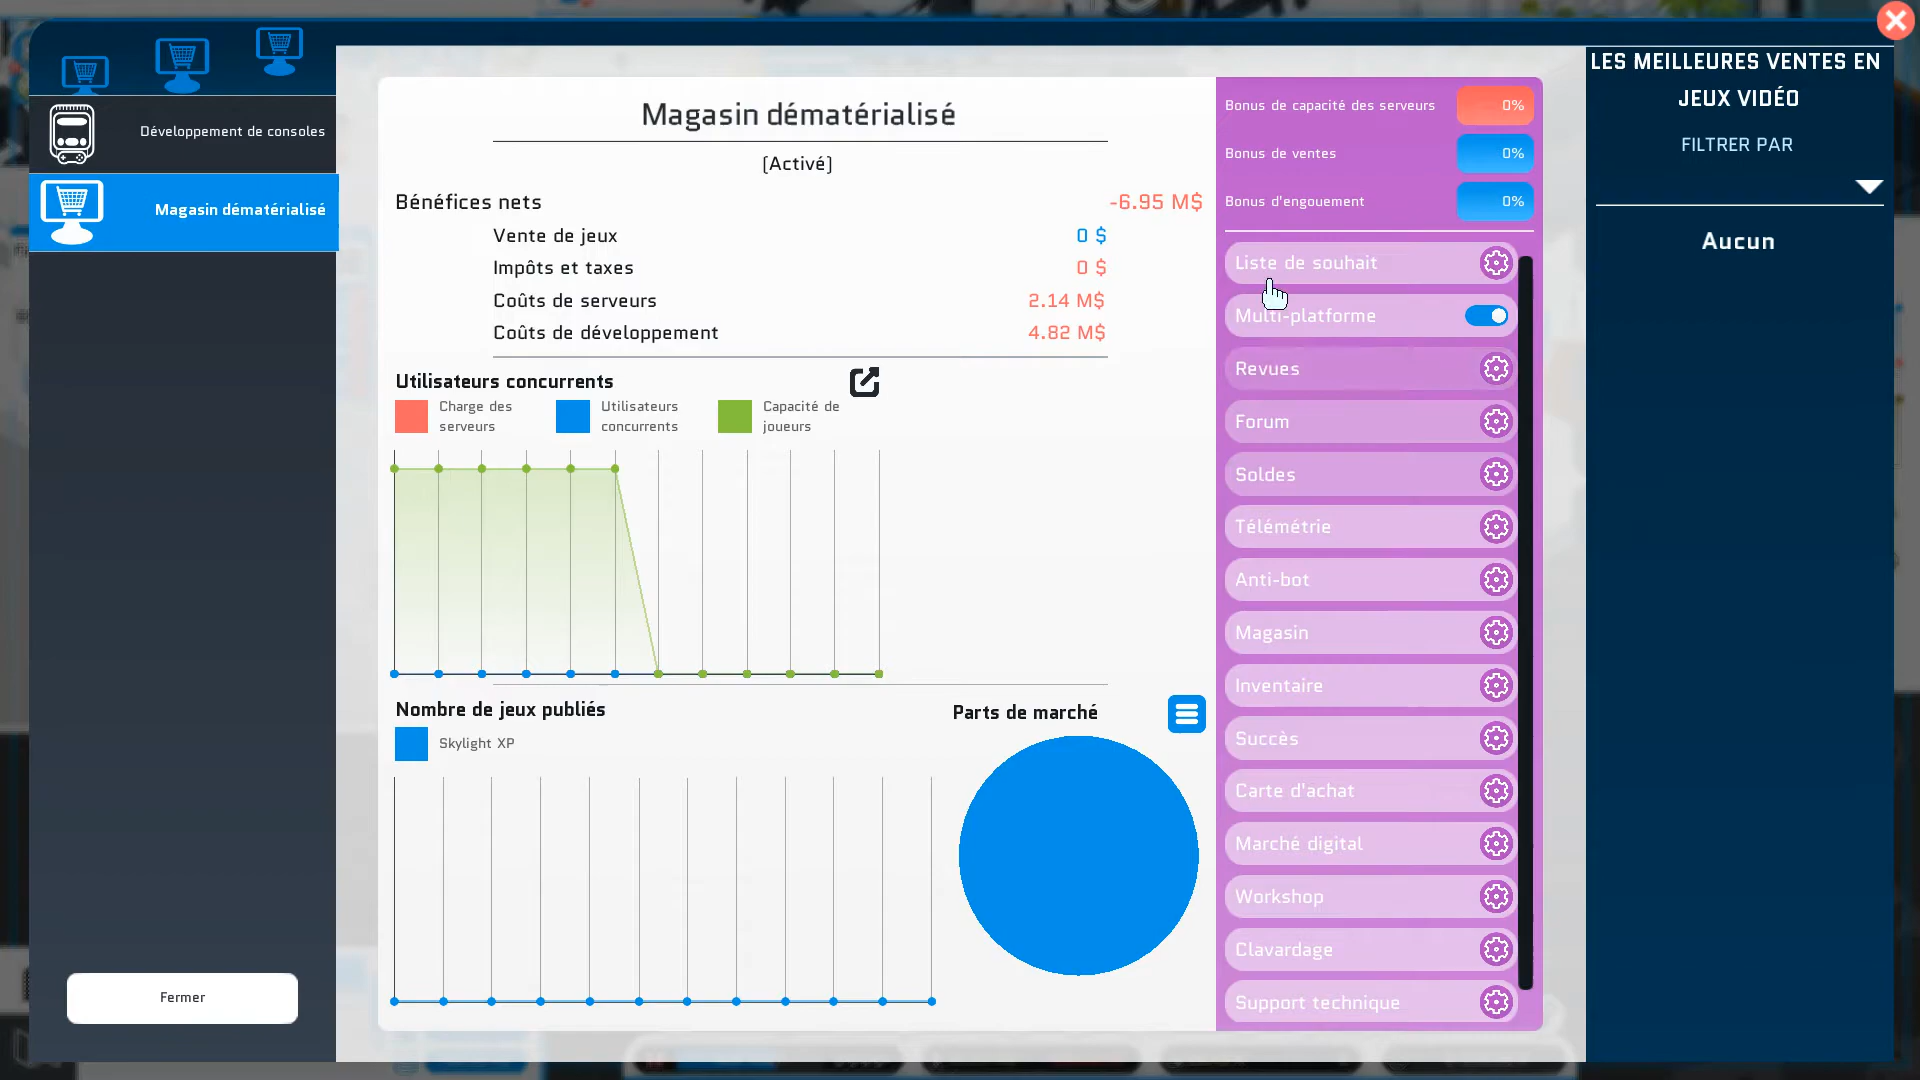 Développement de consoles
Magasin dématérialisé
Fermer
Magasin dématérialisé
(Activé)
Bénéfices nets
-6.95 M$
Vente de jeux
0 $
Impôts et taxes
0 $
Coûts de serveurs
2.14 M$
Coûts de développement
4.82 M$
Utilisateurs concurrents
Charge des
serveurs
Utilisateurs
concurrents
Capacité de
joueurs
Nombre de jeux publiés
Skylight XP
Parts de marché
Bonus de capacité des serveurs
0%
Bonus de ventes
0%
Bonus d'engouement
0%
Liste de souhait
Multi-platforme
Revues
Forum
Soldes
Télémétrie
Anti-bot
Magasin
Inventaire
Succès
Carte d'achat
Marché digital
Workshop
Clavardage
Support technique
LES MEILLEURES VENTES EN
JEUX VIDÉO
FILTRER PAR
Aucun